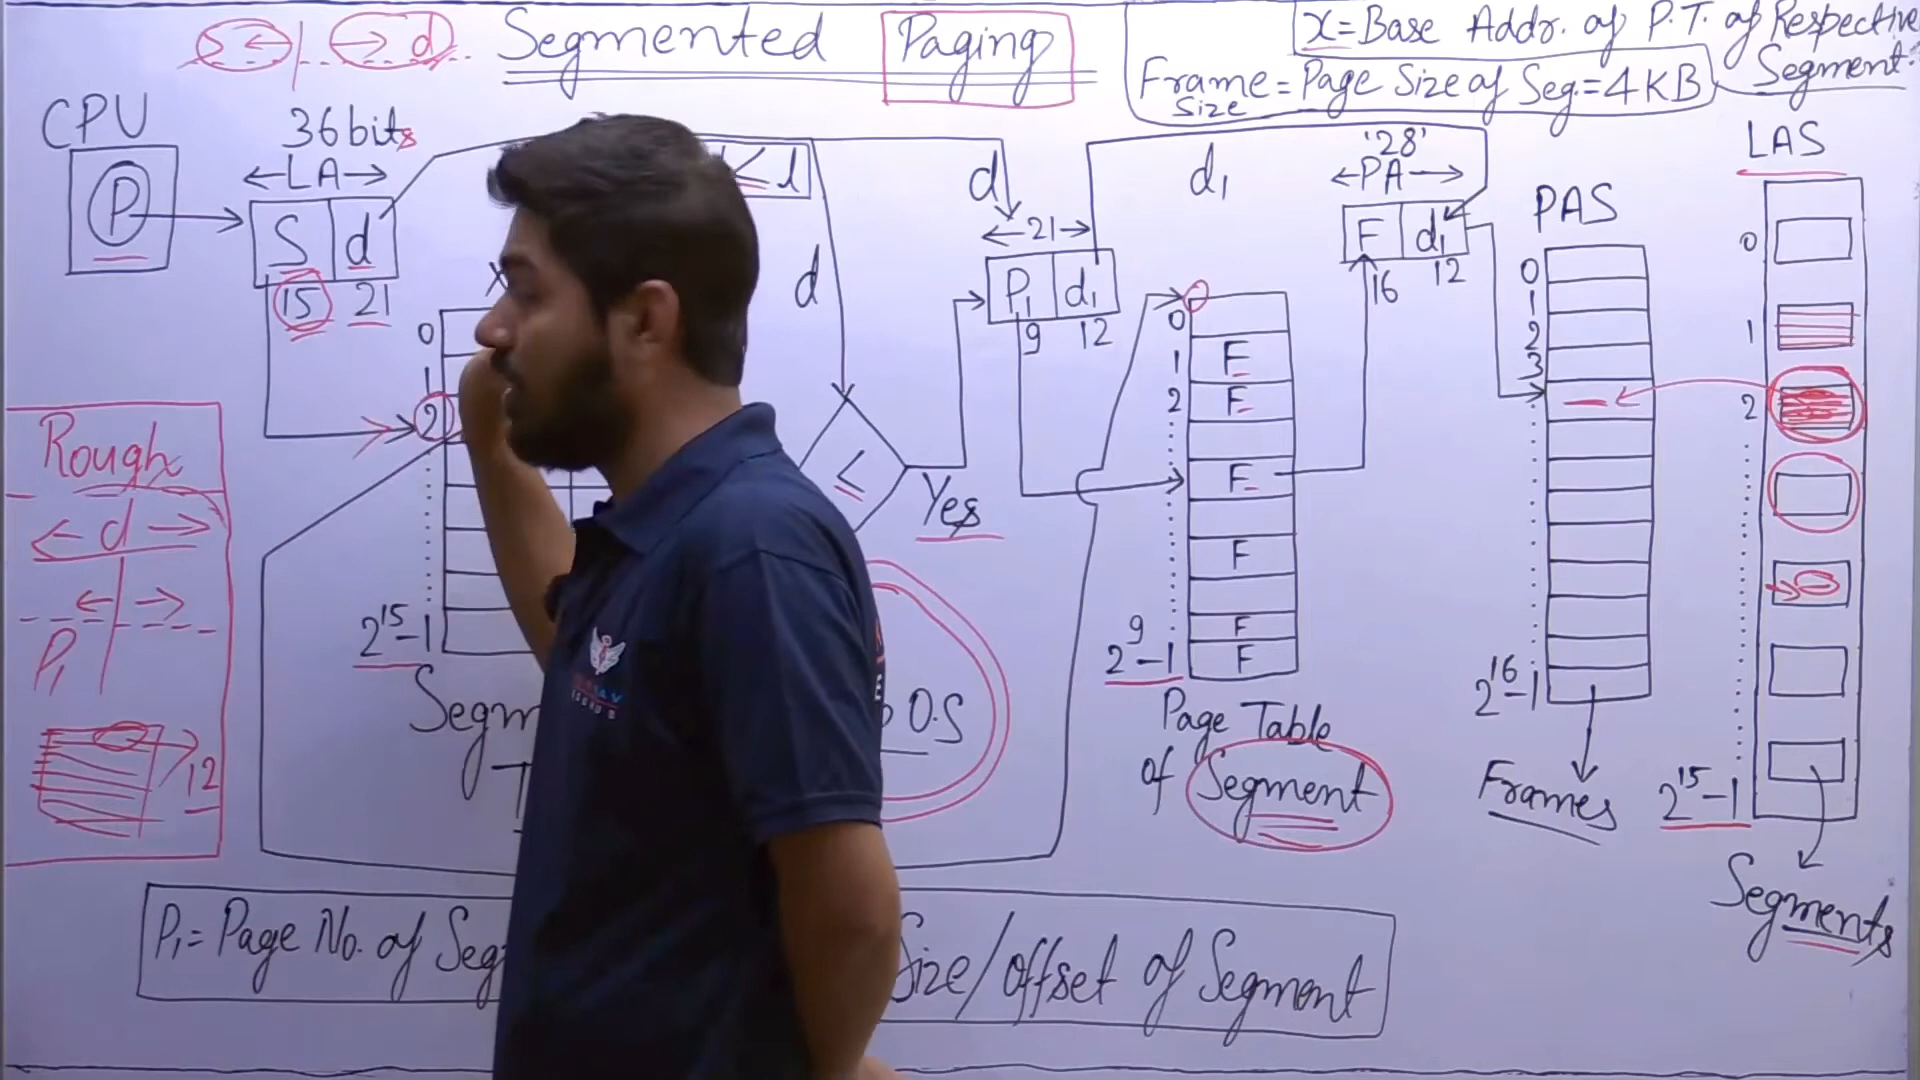 S | d
Segmented Paging
x = Base Addr. of P.T. of Respective
Segment.
Frame = Page Size of Seg. = 4KB
Size
CPU
P
36 bits
LA
S d
15 21
≤ l
d
d
21
P1 d1
9 12
d1
'28'
PA
F d1
16 12
PAS
0
1
2
3
2^16-1
Frames
LAS
0
1
2
2^15-1
Segments
0
1
2
2^15-1
≤
Yes
O.S
0
1
2
F
F
F
F
F
F
2^9-1
Page Table
of Segment
Rough
d
P1
12
P1 = Page No. of
Size/offset of Segment